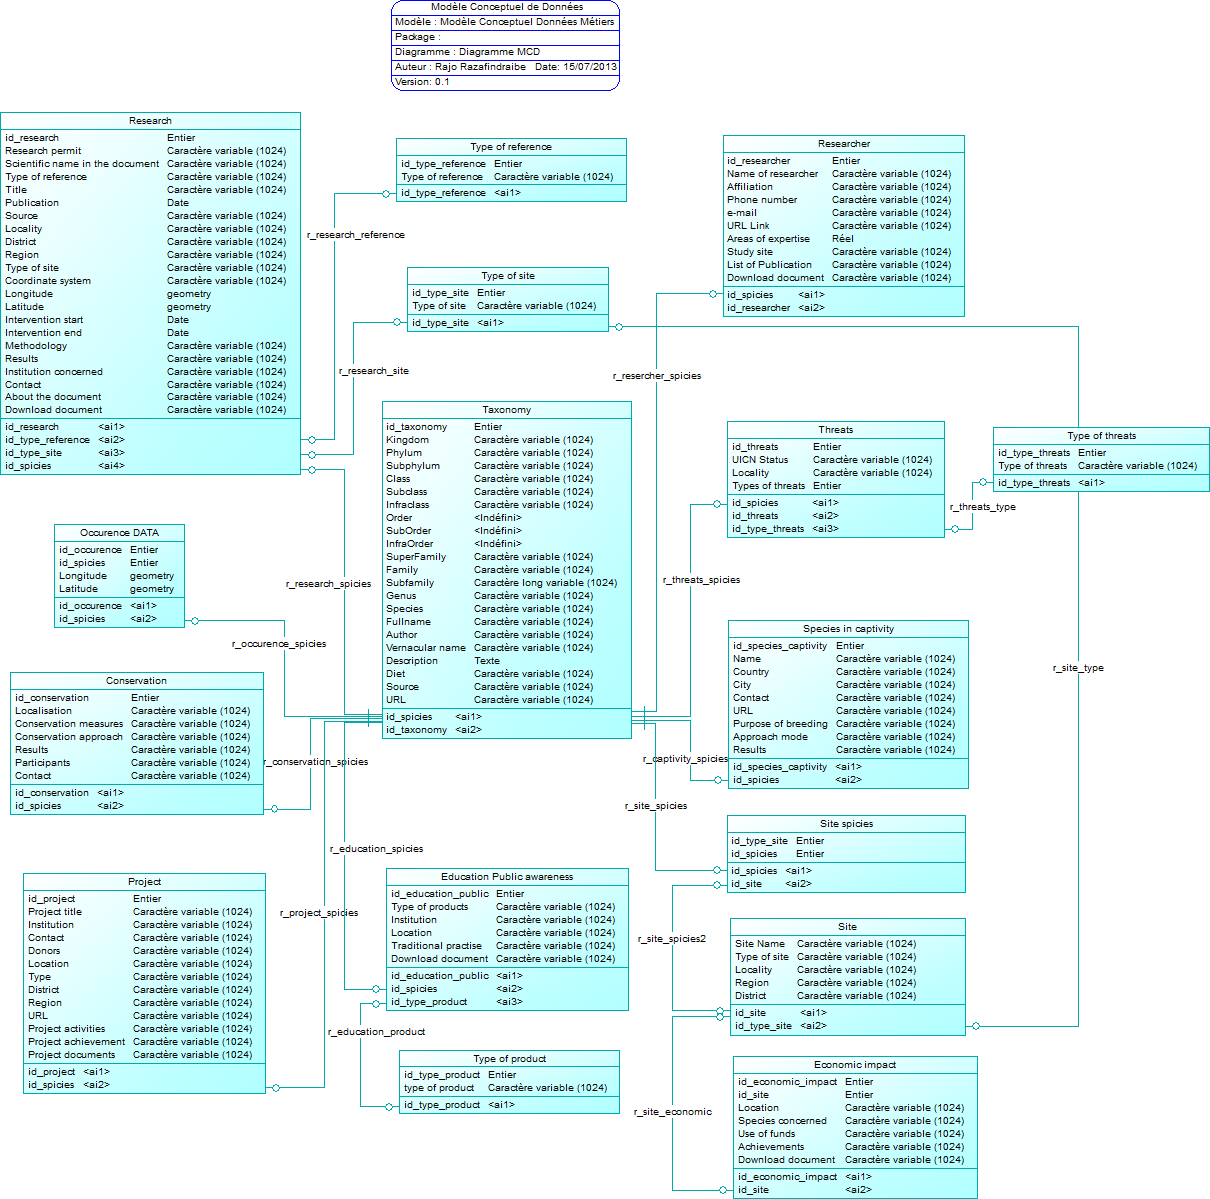 Modèle Conceptuel de Données
Modèle : Modèle Conceptuel Données Métiers
Package :
Diagramme : Diagramme MCD
Auteur : Rajo Razafindraibe Date: 15/07/2013
Version: 0.1
Research
id_research Entier
Research permit Caractère variable (1024)
Scientific name in the document Caractère variable (1024)
Type of reference Caractère variable (1024)
Title Caractère variable (1024)
Publication Date
Source Caractère variable (1024)
Locality Caractère variable (1024)
District Caractère variable (1024)
Region Caractère variable (1024)
Type of site Caractère variable (1024)
Coordinate system Caractère variable (1024)
Longitude geometry
Latitude geometry
Intervention start Date
Intervention end Date
Methodology Caractère variable (1024)
Results Caractère variable (1024)
Institution concerned Caractère variable (1024)
Contact Caractère variable (1024)
About the document Caractère variable (1024)
Download document Caractère variable (1024)
id_research <ai1>
id_type_reference <ai2>
id_type_site <ai3>
id_spicies <ai4>
Type of reference
id_type_reference Entier
Type of reference Caractère variable (1024)
id_type_reference <ai1>
r_research_reference
Type of site
id_type_site Entier
Type of site Caractère variable (1024)
id_type_site <ai1>
r_research_site
Researcher
id_researcher Entier
Name of researcher Caractère variable (1024)
Affiliation Caractère variable (1024)
Phone number Caractère variable (1024)
e-mail Caractère variable (1024)
URL Link Caractère variable (1024)
Areas of expertise Réel
Study site Caractère variable (1024)
List of Publication Caractère variable (1024)
Download document Caractère variable (1024)
id_spicies <ai1>
id_researcher <ai2>
r_resercher_spicies
Taxonomy
id_taxonomy Entier
Kingdom Caractère variable (1024)
Phylum Caractère variable (1024)
Subphylum Caractère variable (1024)
Class Caractère variable (1024)
Subclass Caractère variable (1024)
Infraclass Caractère variable (1024)
Order <Indéfini>
SubOrder <Indéfini>
InfraOrder <Indéfini>
SuperFamily Caractère variable (1024)
Family Caractère variable (1024)
Subfamily Caractère long variable (1024)
Genus Caractère variable (1024)
Species Caractère variable (1024)
Fullname Caractère variable (1024)
Author Caractère variable (1024)
Vernacular name Caractère variable (1024)
Description Texte
Diet Caractère variable (1024)
Source Caractère variable (1024)
URL Caractère variable (1024)
id_spicies <ai1>
id_taxonomy <ai2>
Threats
id_threats Entier
UICN Status Caractère variable (1024)
Locality Caractère variable (1024)
Types of threats Entier
id_spicies <ai1>
id_threats <ai2>
id_type_threats <ai3>
Type of threats
id_type_threats Entier
Type of threats Caractère variable (1024)
id_type_threats <ai1>
r_threats_type
r_threats_spicies
Occurence DATA
id_occurence Entier
id_spicies Entier
Longitude geometry
Latitude geometry
id_occurence <ai1>
id_spicies <ai2>
r_research_spicies
r_occurence_spicies
Species in captivity
id_species_captivity Entier
Name Caractère variable (1024)
Country Caractère variable (1024)
City Caractère variable (1024)
Contact Caractère variable (1024)
URL Caractère variable (1024)
Purpose of breeding Caractère variable (1024)
Approach mode Caractère variable (1024)
Results Caractère variable (1024)
id_species_captivity <ai1>
id_spicies <ai2>
r_site_type
Conservation
id_conservation Entier
Localisation Caractère variable (1024)
Conservation measures Caractère variable (1024)
Conservation approach Caractère variable (1024)
Results Caractère variable (1024)
Participants Caractère variable (1024)
Contact Caractère variable (1024)
id_conservation <ai1>
id_spicies <ai2>
r_conservation_spicies
r_captivity_spicies
r_site_spicies
Site spicies
id_type_site Entier
id_spicies Entier
id_spicies <ai1>
id_site <ai2>
r_education_spicies
Project
id_project Entier
Project title Caractère variable (1024)
Institution Caractère variable (1024)
Contact Caractère variable (1024)
Donors Caractère variable (1024)
Location Caractère variable (1024)
Type Caractère variable (1024)
District Caractère variable (1024)
Region Caractère variable (1024)
URL Caractère variable (1024)
Project activities Caractère variable (1024)
Project achievement Caractère variable (1024)
Project documents Caractère variable (1024)
id_project <ai1>
id_spicies <ai2>
r_project_spicies
Education Public awareness
id_education_public Entier
Type of products Caractère variable (1024)
Institution Caractère variable (1024)
Location Caractère variable (1024)
Traditional practise Caractère variable (1024)
Download document Caractère variable (1024)
id_education_public <ai1>
id_spicies <ai2>
id_type_product <ai3>
r_education_product
Type of product
id_type_product Entier
type of product Caractère variable (1024)
id_type_product <ai1>
r_site_spicies2
Site
Site Name Caractère variable (1024)
Type of site Caractère variable (1024)
Locality Caractère variable (1024)
Region Caractère variable (1024)
District Caractère variable (1024)
id_site <ai1>
id_type_site <ai2>
r_site_economic
Economic impact
id_economic_impact Entier
id_site Entier
Location Caractère variable (1024)
Species concerned Caractère variable (1024)
Use of funds Caractère variable (1024)
Achievements Caractère variable (1024)
Download document Caractère variable (1024)
id_economic_impact <ai1>
id_site <ai2>